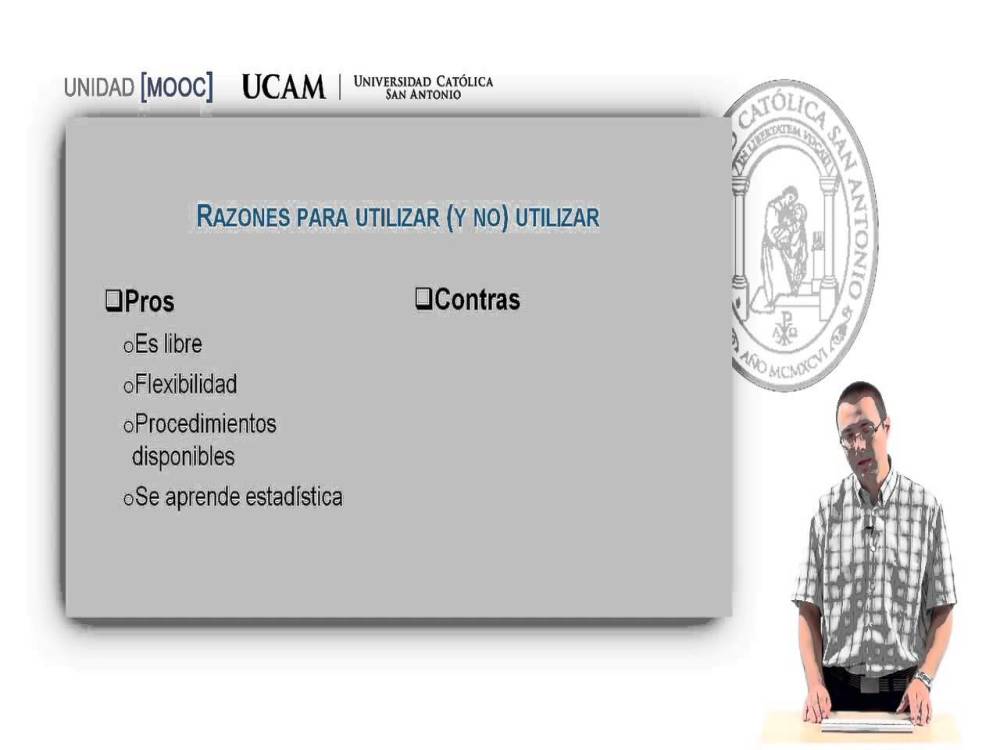 UNIDAD [MOOC] UCAM | UNIVERSIDAD CATÓLICA
SAN ANTONIO
RAZONES PARA UTILIZAR (Y NO) UTILIZAR
Pros
Es libre
Flexibilidad
Procedimientos
disponibles
Se aprende estadística
Contras
CATÓLICA SAN ANTONIO
IN LIBERTATEM VOCATI
AÑO MCMXCVI